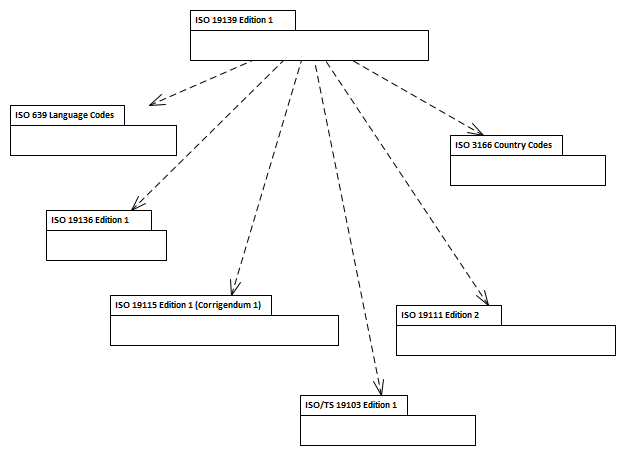 ISO 19139 Edition 1
ISO 639 Language Codes
ISO 3166 Country Codes
ISO 19136 Edition 1
ISO 19115 Edition 1 (Corrigendum 1)
ISO 19111 Edition 2
ISO/TS 19103 Edition 1